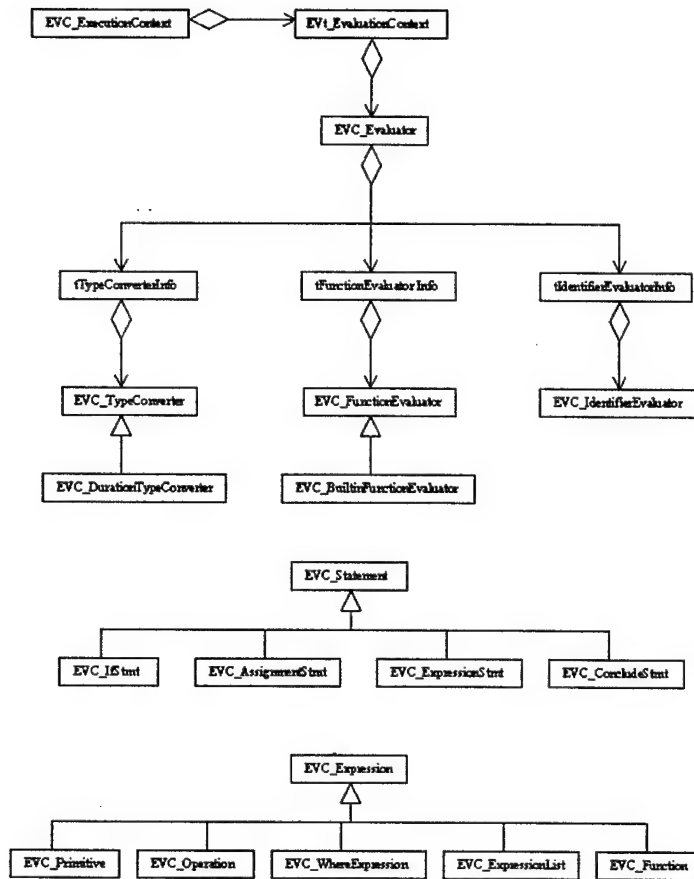 EVC_ExecutionContext
EVt_EvaluationContext
EVC_Evaluator
tTypeConverterInfo
tFunctionEvaluatorInfo
tIdentifierEvaluatorInfo
EVC_TypeConverter
EVC_FunctionEvaluator
EVC_IdentifierEvaluator
EVC_DurationTypeConverter
EVC_BuiltinFunctionEvaluator
EVC_Statement
EVC_IfStmt
EVC_AssignmentStmt
EVC_ExpressionStmt
EVC_ConcludeStmt
EVC_Expression
EVC_Primitive
EVC_Operation
EVC_WhereExpression
EVC_ExpressionList
EVC_Function